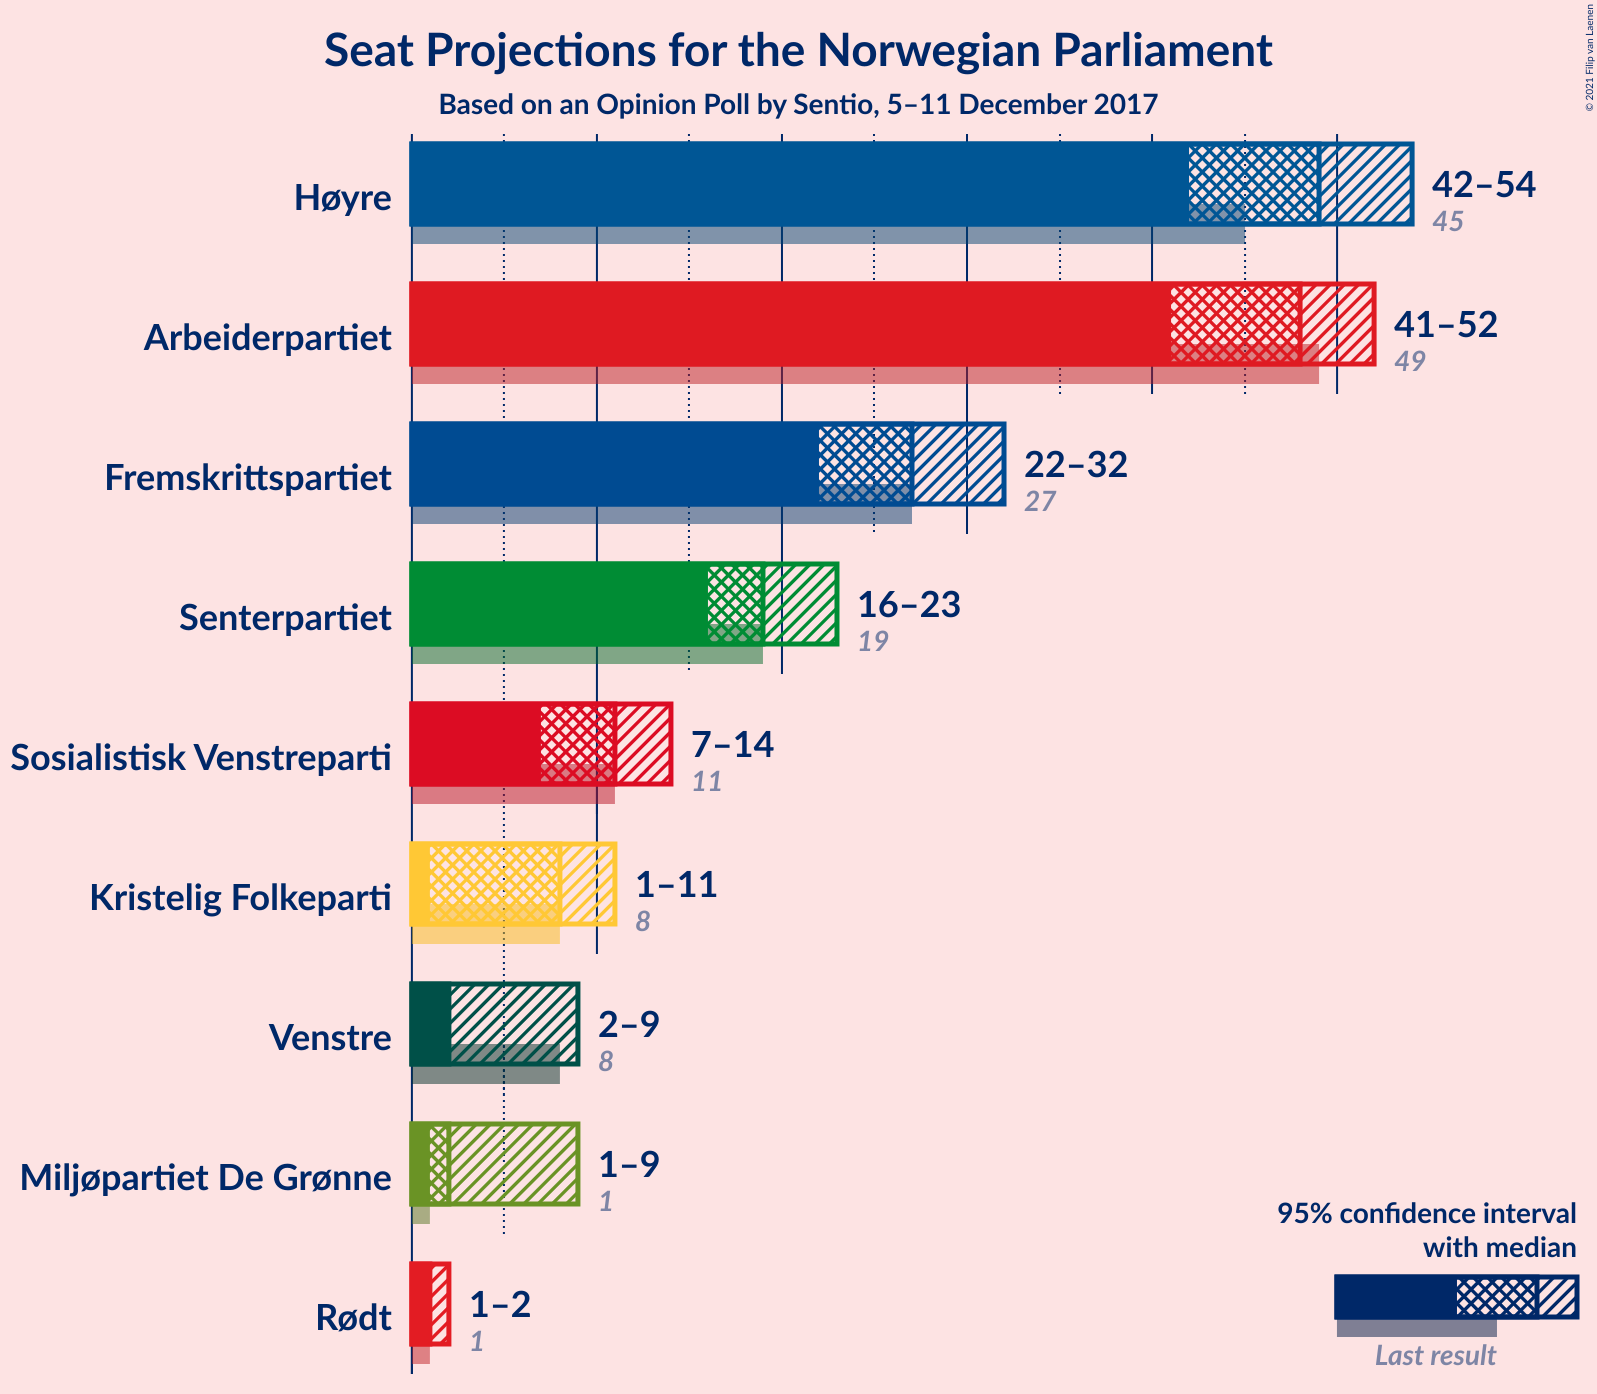 Seat Projections for the Norwegian Parliament
Based on an Opinion Poll by Sentio, 5–11 December 2017
© 2021 Filip van Laenen
Høyre
42–54
45
Arbeiderpartiet
41–52
49
Fremskrittspartiet
22–32
27
Senterpartiet
16–23
19
Sosialistisk Venstreparti
7–14
11
Kristelig Folkeparti
1–11
8
Venstre
2–9
8
Miljøpartiet De Grønne
1–9
1
Rødt
1–2
1
95% confidence interval
with median
Last result